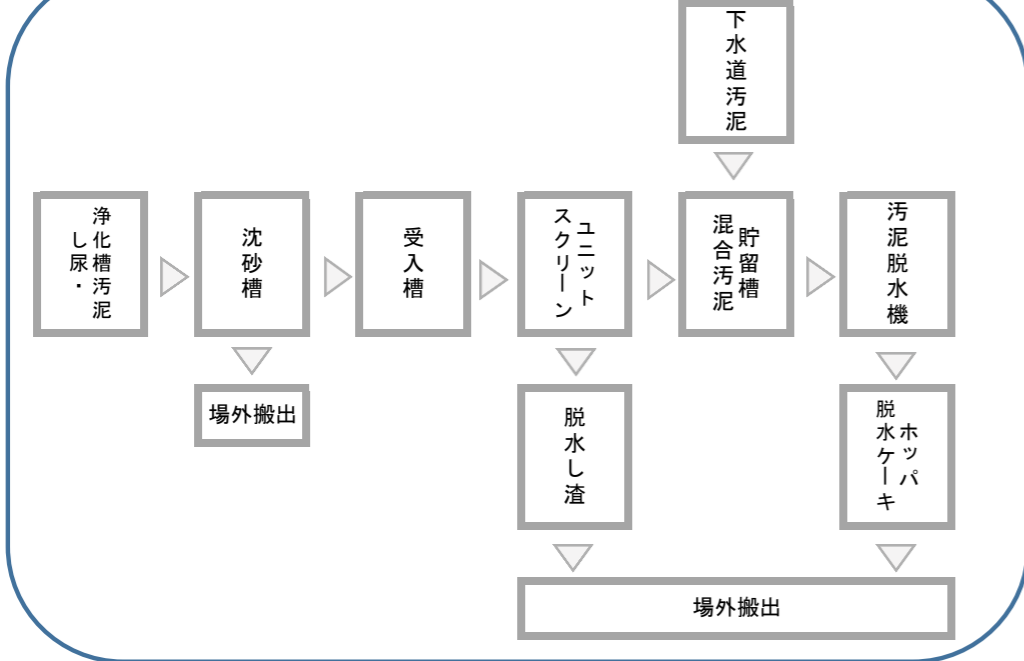 下水道汚泥
し尿・
浄化槽汚泥
沈砂槽
受入槽
ユニット
スクリーン
混合汚泥
貯留槽
汚泥脱水機
場外搬出
脱水し渣
脱水ケーキ
ホッパ
場外搬出